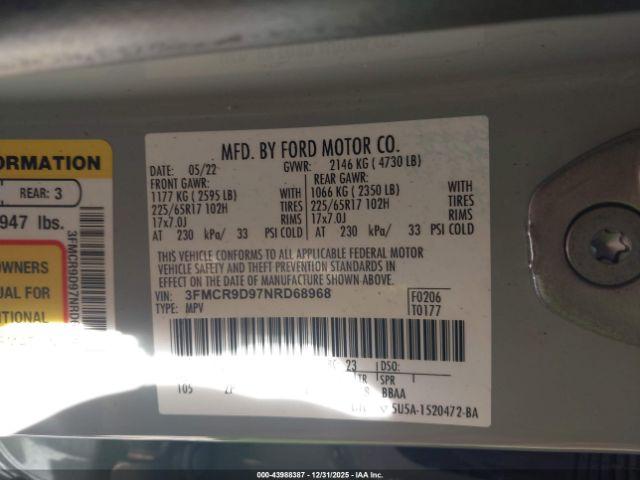 MFD. BY FORD MOTOR CO.
DATE: 05/22 GVWR: 2146 KG ( 4730 LB)
FRONT GAWR: REAR GAWR:
1177 KG ( 2595 LB) WITH 1066 KG ( 2350 LB) WITH
225/65R17 102H TIRES 225/65R17 102H TIRES
17x7.0J RIMS 17x7.0J RIMS
AT 230 kPa/ 33 PSI COLD AT 230 kPa/ 33 PSI COLD
THIS VEHICLE CONFORMS TO ALL APPLICABLE FEDERAL MOTOR
VEHICLE SAFETY AND THEFT PREVENTION STANDARDS IN
EFFECT ON THE DATE OF MANUFACTURE SHOWN ABOVE.
VIN: 3FMCR9D97NRD68968 F0206
TYPE: MPV T0177
23 DSO:
TR SPR
105 8 BBAA
5U5A-1520472-BA
ORMATION
REAR: 3
947 lbs.
OWNERS
UAL FOR
TIONAL
MATION
3FMCR9D97NRD
000-43988387 - 12/31/2025 - IAA Inc.